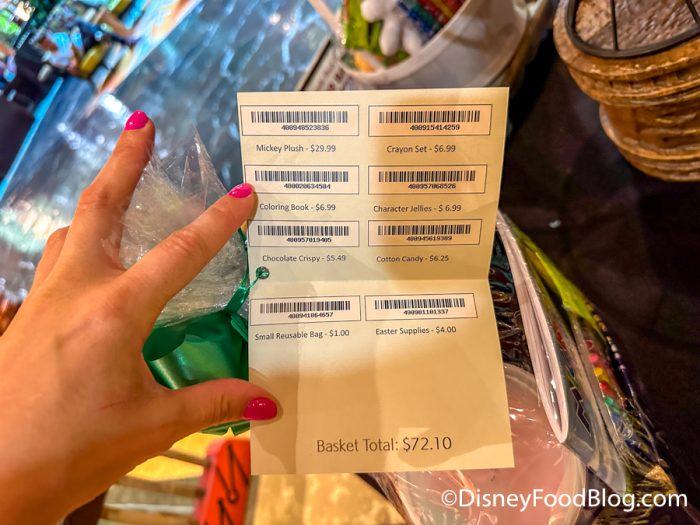 400948523836 400915414259
Mickey Plush - $29.99 Crayon Set - $6.99
400020634504 400957068526
Coloring Book - $6.99 Character Jellies - $ 6.99
400957019405 400945619389
Chocolate Crispy - $5.49 Cotton Candy - $6.25
400941064657 490981101337
Small Reusable Bag - $1.00 Easter Supplies - $4.00
Basket Total: $72.10
©DisneyFoodBlog.com